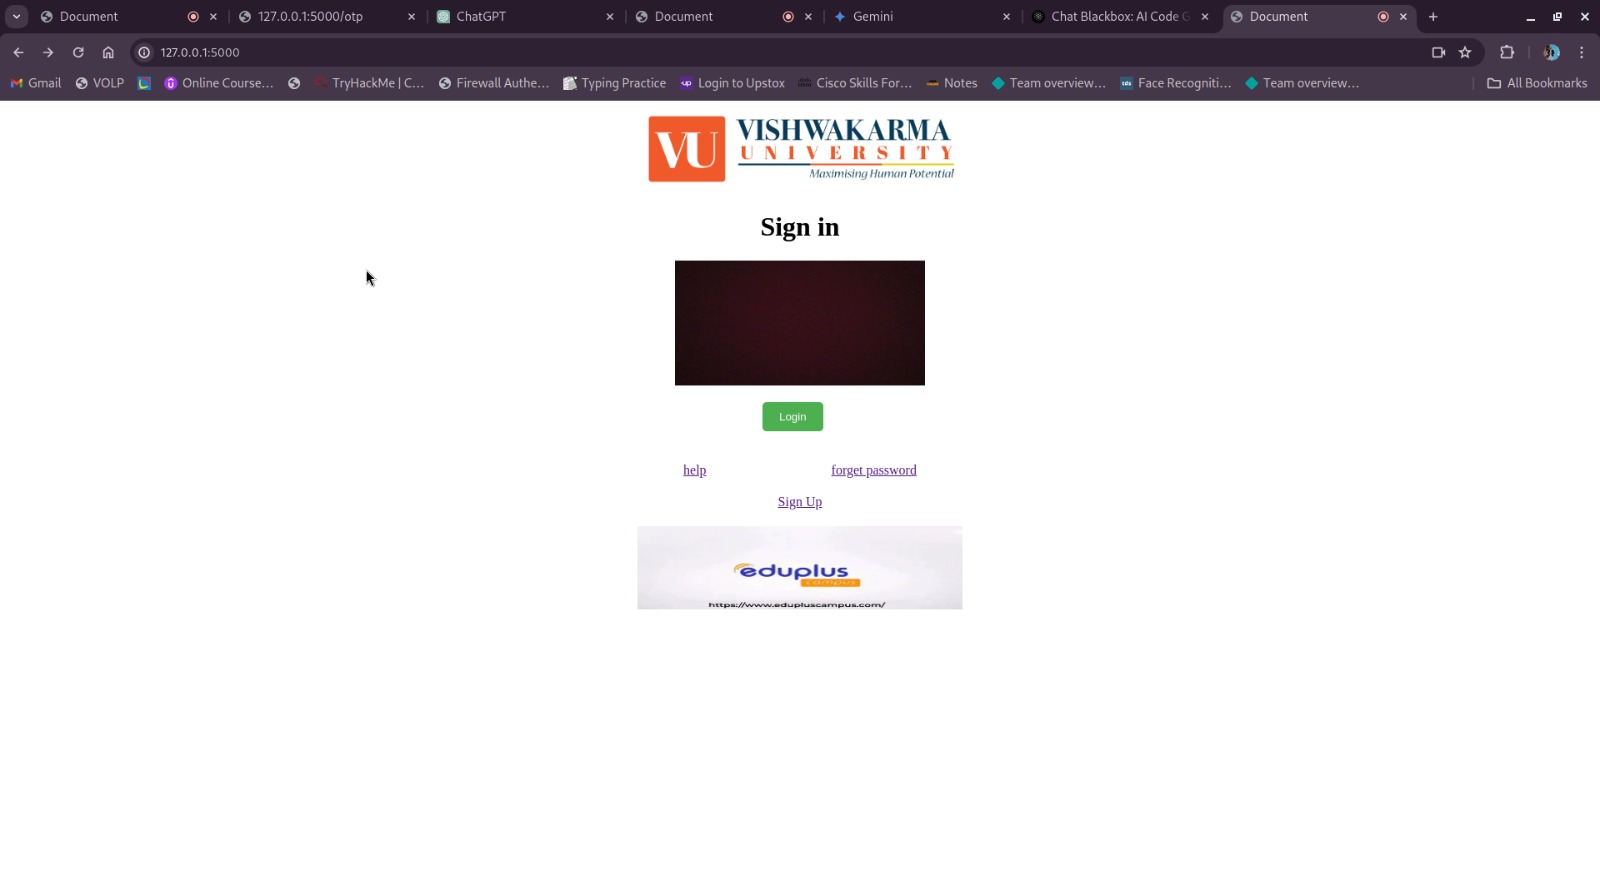 Document
127.0.0.1:5000/otp
ChatGPT
Document
Gemini
Chat Blackbox: AI Code G
Document
127.0.0.1:5000
Gmail
VOLP
Online Course...
TryHackMe | C...
Firewall Authe...
Typing Practice
up Login to Upstox
Cisco Skills For...
Notes
Team overview...
tds Face Recogniti...
Team overview...
All Bookmarks
VU VISHWAKARMA
UNIVERSITY
Maximising Human Potential
Sign in
Login
help forget password
Sign Up
eduplus
campus
https://www.edupluscampus.com/